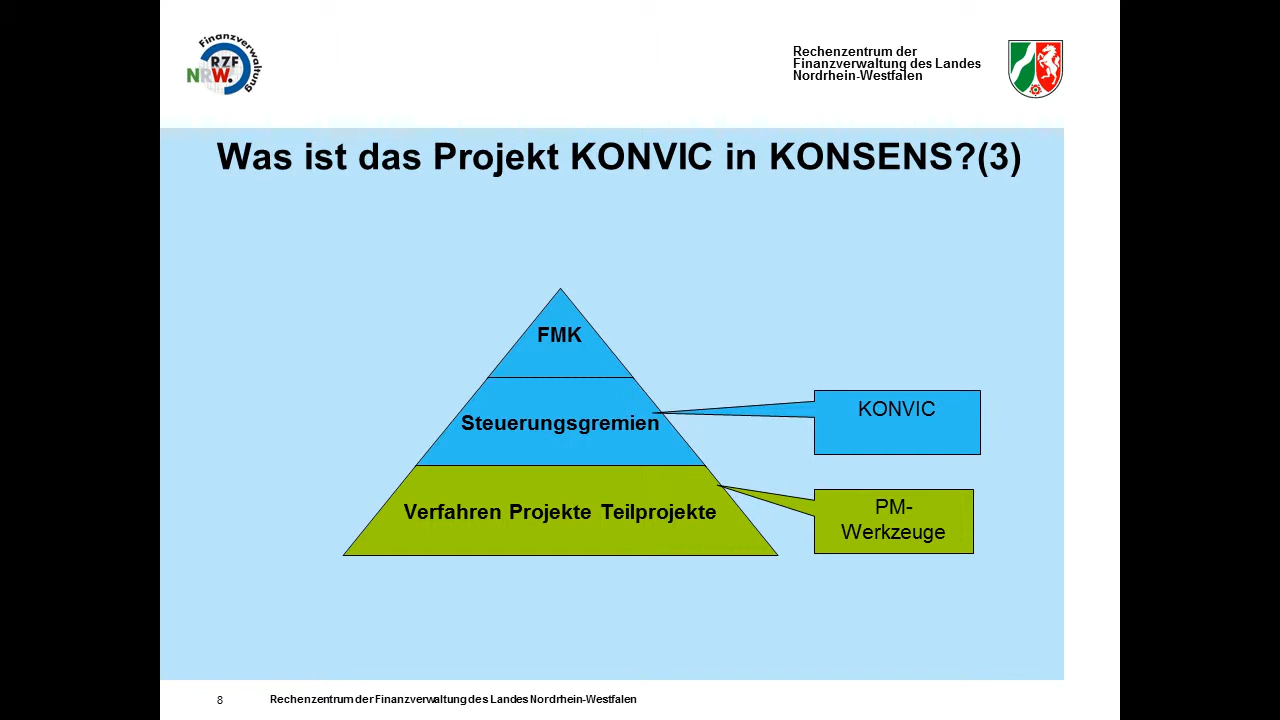 Finanzverwaltung
RZF
NRW.
Rechenzentrum der
Finanzverwaltung des Landes
Nordrhein-Westfalen
Was ist das Projekt KONVIC in KONSENS?(3)
FMK
Steuerungsgremien
KONVIC
Verfahren Projekte Teilprojekte
PM-
Werkzeuge
8
Rechenzentrum der Finanzverwaltung des Landes Nordrhein-Westfalen